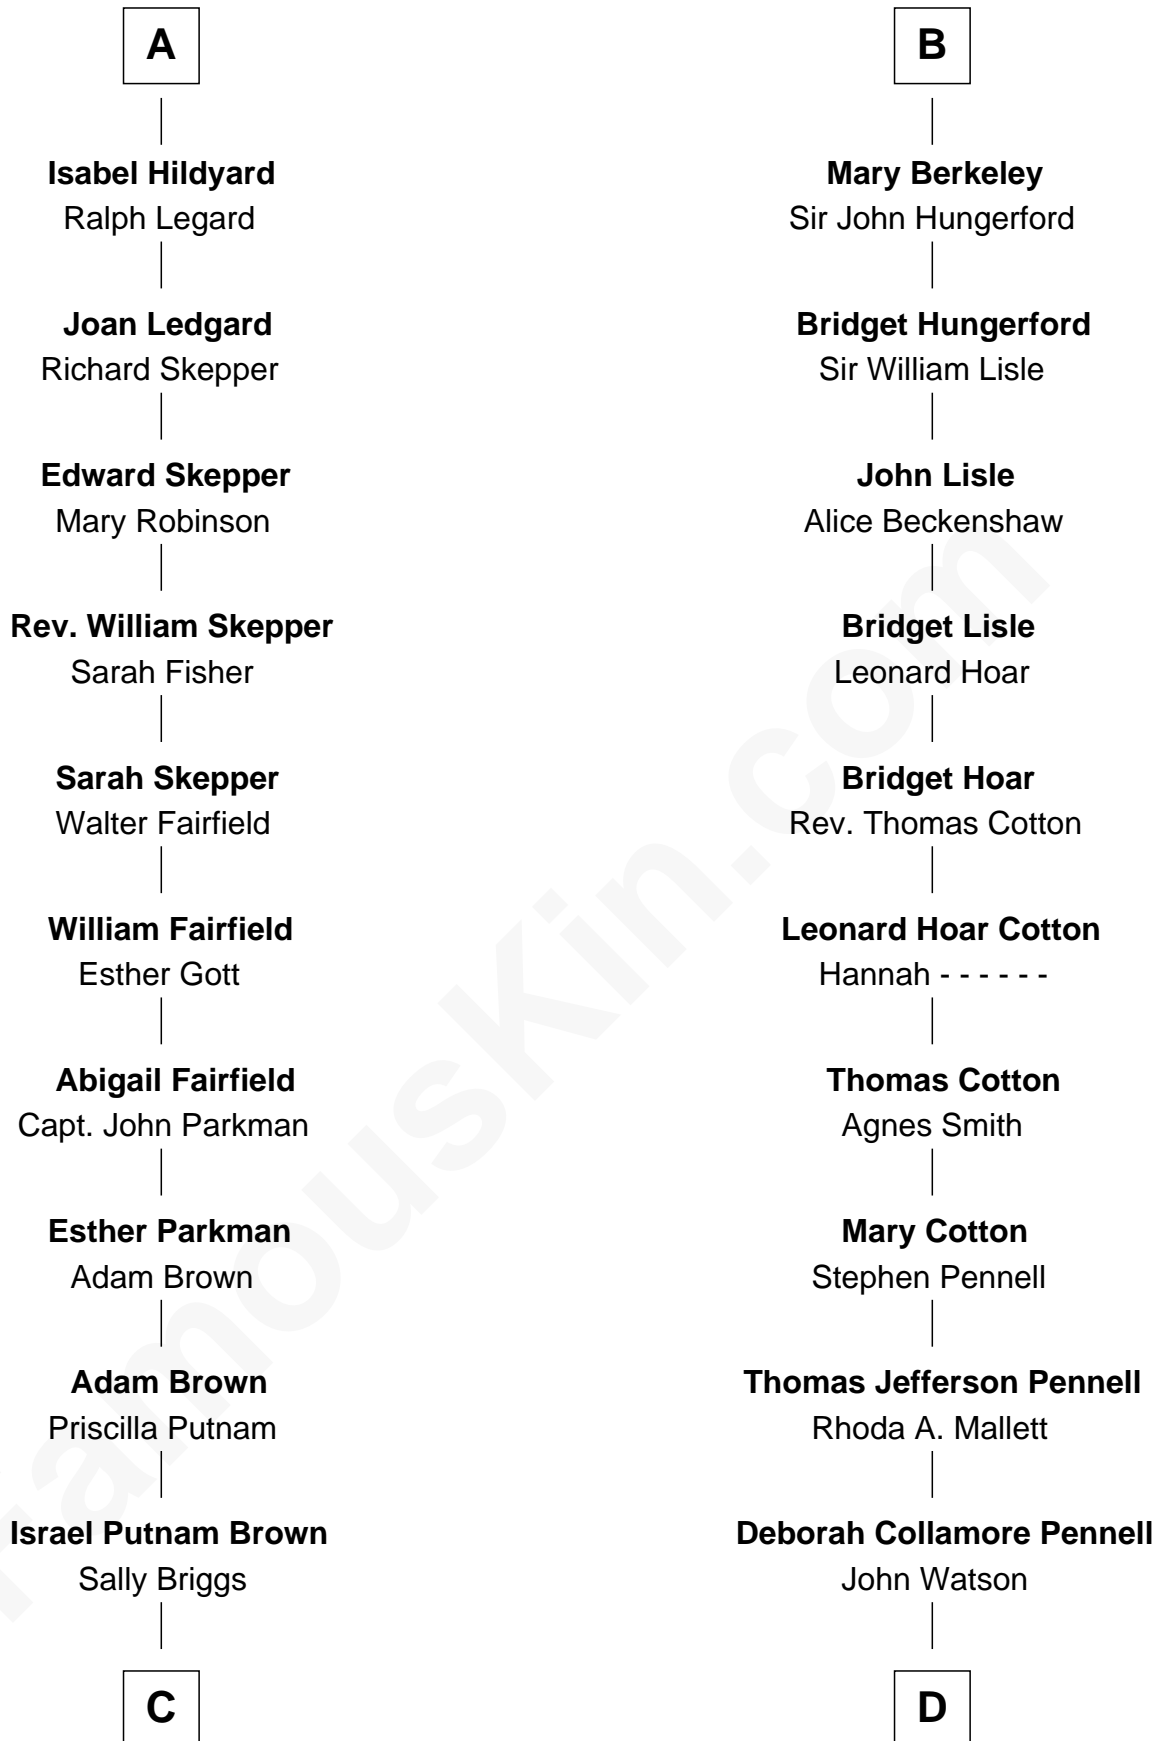 A
Isabel Hildyard
Ralph Legard
Joan Ledgard
Richard Skepper
Edward Skepper
Mary Robinson
Rev. William Skepper
Sarah Fisher
Sarah Skepper
Walter Fairfield
William Fairfield
Esther Gott
Abigail Fairfield
Capt. John Parkman
Esther Parkman
Adam Brown
Adam Brown
Priscilla Putnam
Israel Putnam Brown
Sally Briggs
C
B
Mary Berkeley
Sir John Hungerford
Bridget Hungerford
Sir William Lisle
John Lisle
Alice Beckenshaw
Bridget Lisle
Leonard Hoar
Bridget Hoar
Rev. Thomas Cotton
Leonard Hoar Cotton
Hannah - - - - - -
Thomas Cotton
Agnes Smith
Mary Cotton
Stephen Pennell
Thomas Jefferson Pennell
Rhoda A. Mallett
Deborah Collamore Pennell
John Watson
D
FamousKin.com